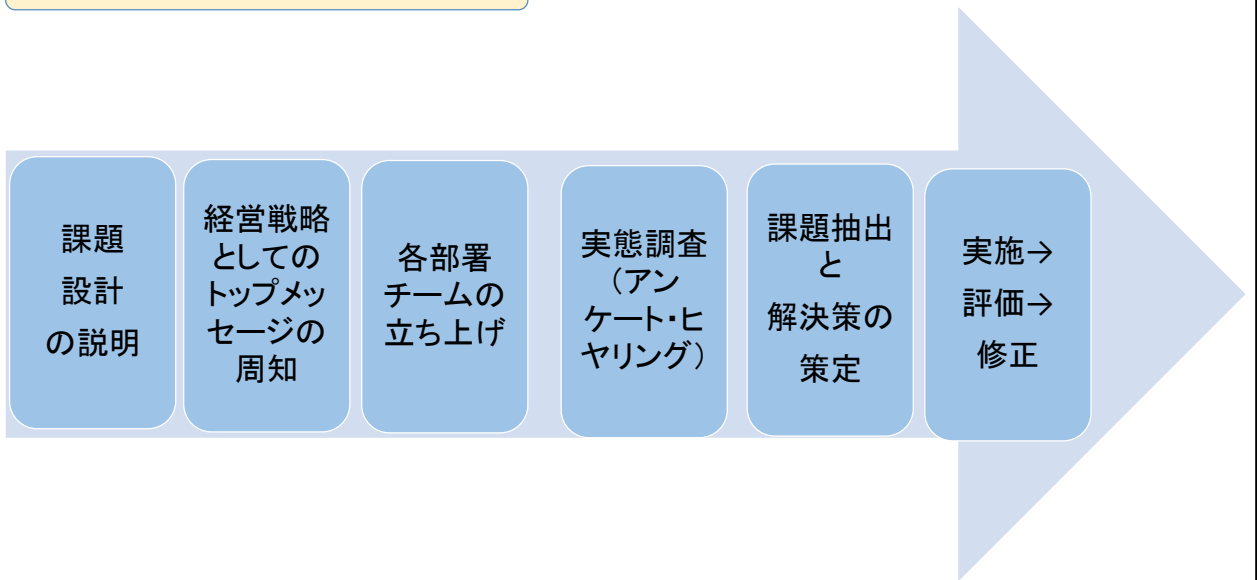 課題
設計
の説明
経営戦略
としての
トップメッ
セージの
周知
各部署
チームの
立ち上げ
実態調査
（アン
ケート・ヒ
ヤリング）
課題抽出
と
解決策の
策定
実施→
評価→
修正